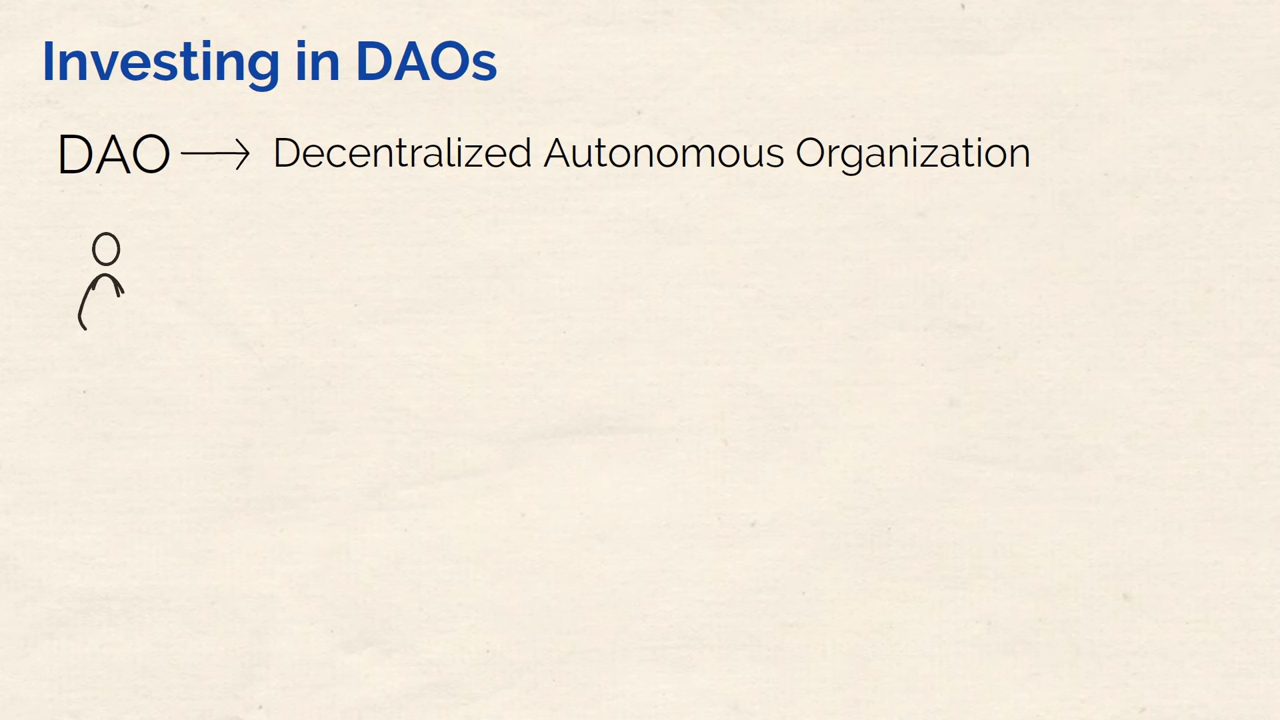 Investing in DAOs
DAO → Decentralized Autonomous Organization